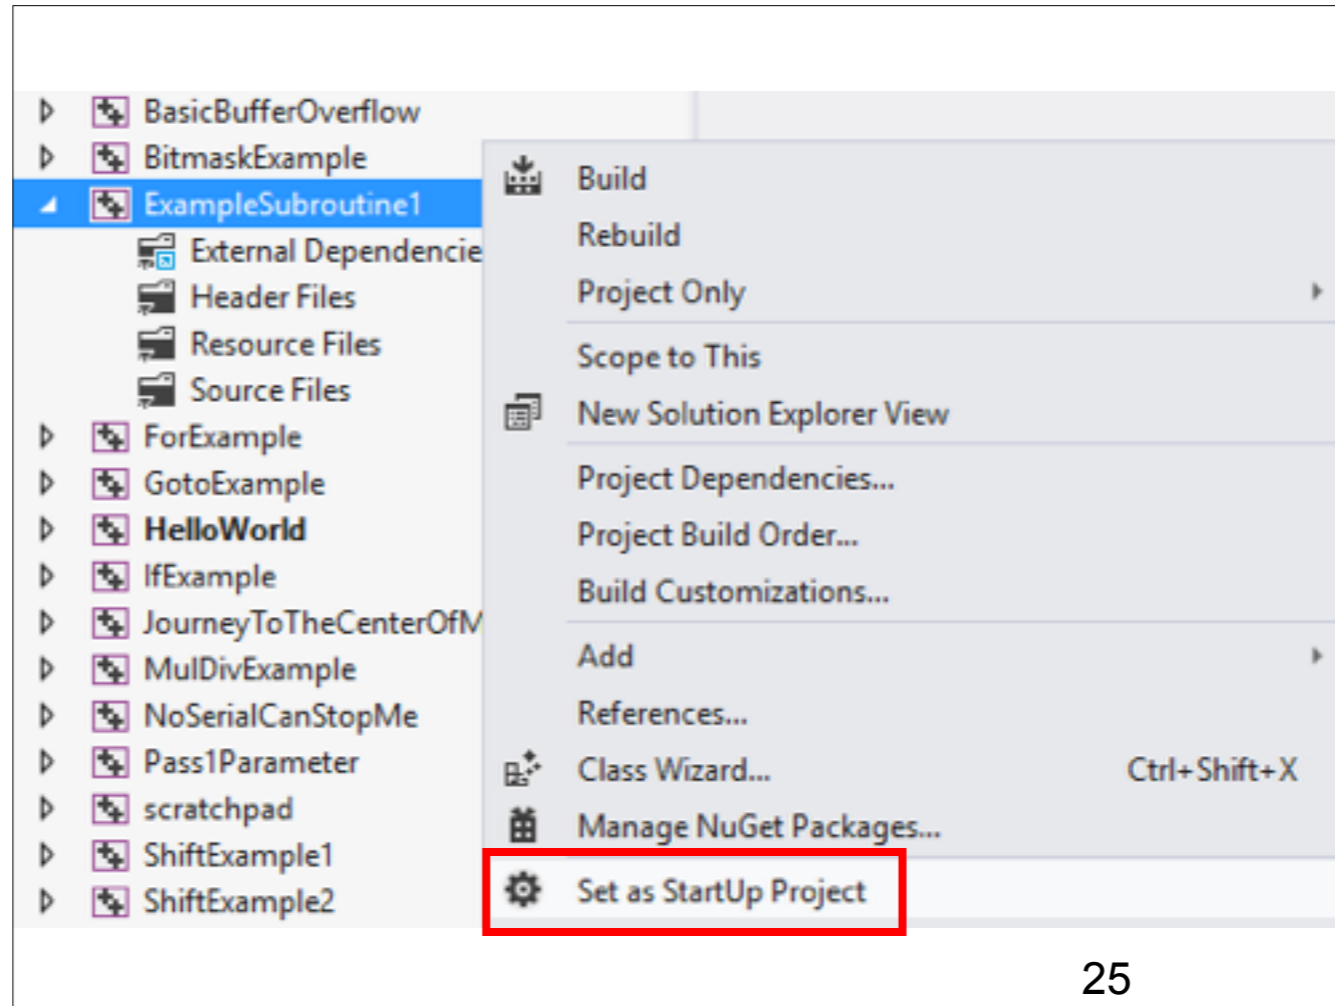 BasicBufferOverflow
BitmaskExample
ExampleSubroutine1
External Dependencie
Header Files
Resource Files
Source Files
ForExample
GotoExample
HelloWorld
IfExample
JourneyToTheCenterOfM
MulDivExample
NoSerialCanStopMe
Pass1Parameter
scratchpad
ShiftExample1
ShiftExample2
Build
Rebuild
Project Only
Scope to This
New Solution Explorer View
Project Dependencies...
Project Build Order...
Build Customizations...
Add
References...
Class Wizard... Ctrl+Shift+X
Manage NuGet Packages...
Set as StartUp Project
25